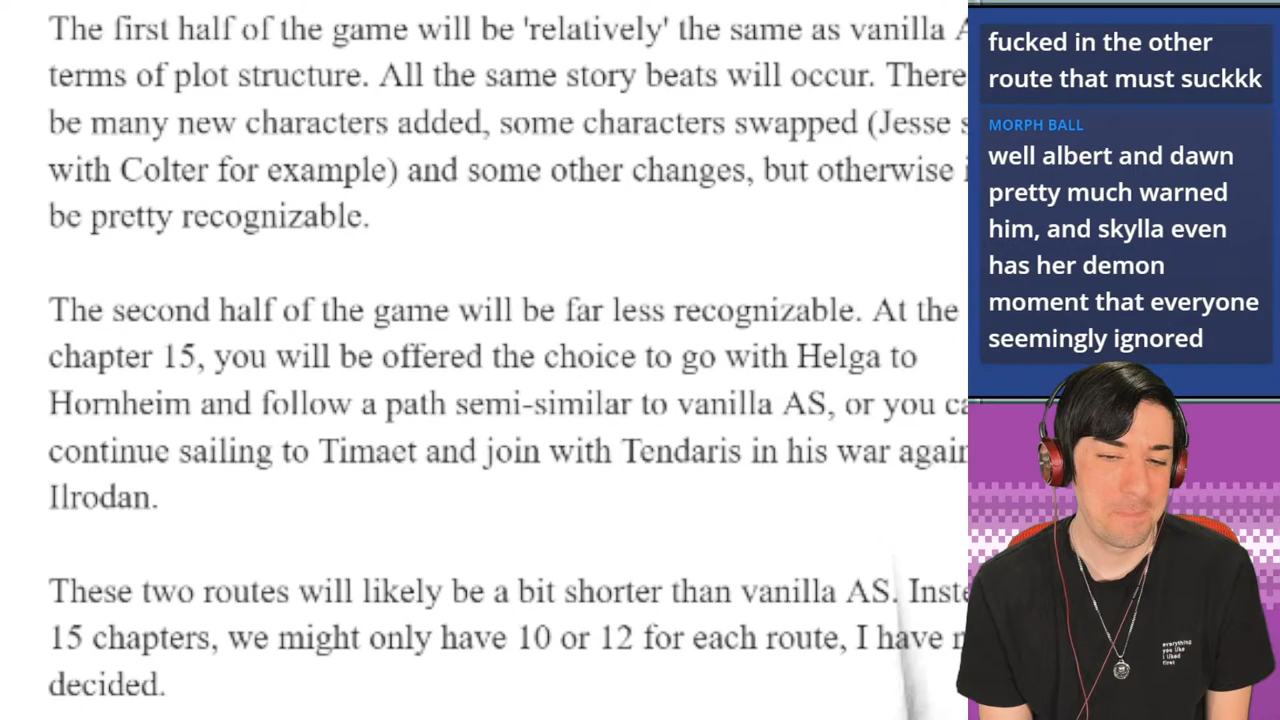 The first half of the game will be 'relatively' the same as vanilla
terms of plot structure. All the same story beats will occur. There
be many new characters added, some characters swapped (Jesse
with Colter for example) and some other changes, but otherwise
be pretty recognizable.
The second half of the game will be far less recognizable. At the
chapter 15, you will be offered the choice to go with Helga to
Hornheim and follow a path semi-similar to vanilla AS, or you
continue sailing to Timaet and join with Tendaris in his war
Ilrodan.
These two routes will likely be a bit shorter than vanilla AS.
15 chapters, we might only have 10 or 12 for each route, I have
decided.
fucked in the other
route that must suckkk
MORPH BALL
well albert and dawn
pretty much warned
him, and skylla even
has her demon
moment that everyone
seemingly ignored
everything
you like
i liked
first